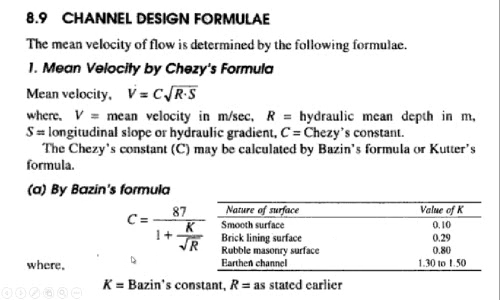 8.9 CHANNEL DESIGN FORMULAE
The mean velocity of flow is determined by the following formulae.
1. Mean Velocity by Chezy's Formula
Mean velocity, V = C√R·S
where, V = mean velocity in m/sec, R = hydraulic mean depth in m,
S = longitudinal slope or hydraulic gradient, C = Chezy's constant.
The Chezy's constant (C) may be calculated by Bazin's formula or Kutter's
formula.
(a) By Bazin's formula
C = 87 / (1 + K/√R)
Nature of surface Value of K
Smooth surface 0.10
Brick lining surface 0.29
Rubble masonry surface 0.80
Earthen channel 1.30 to 1.50
where,
K = Bazin's constant, R = as stated earlier